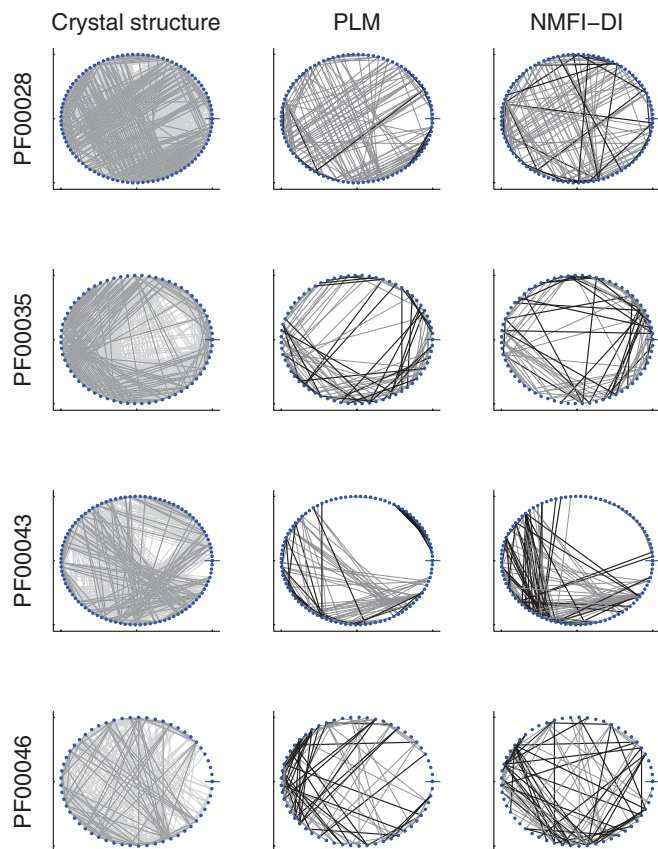 Crystal structure PLM NMFI−DI
PF00028
PF00035
PF00043
PF00046